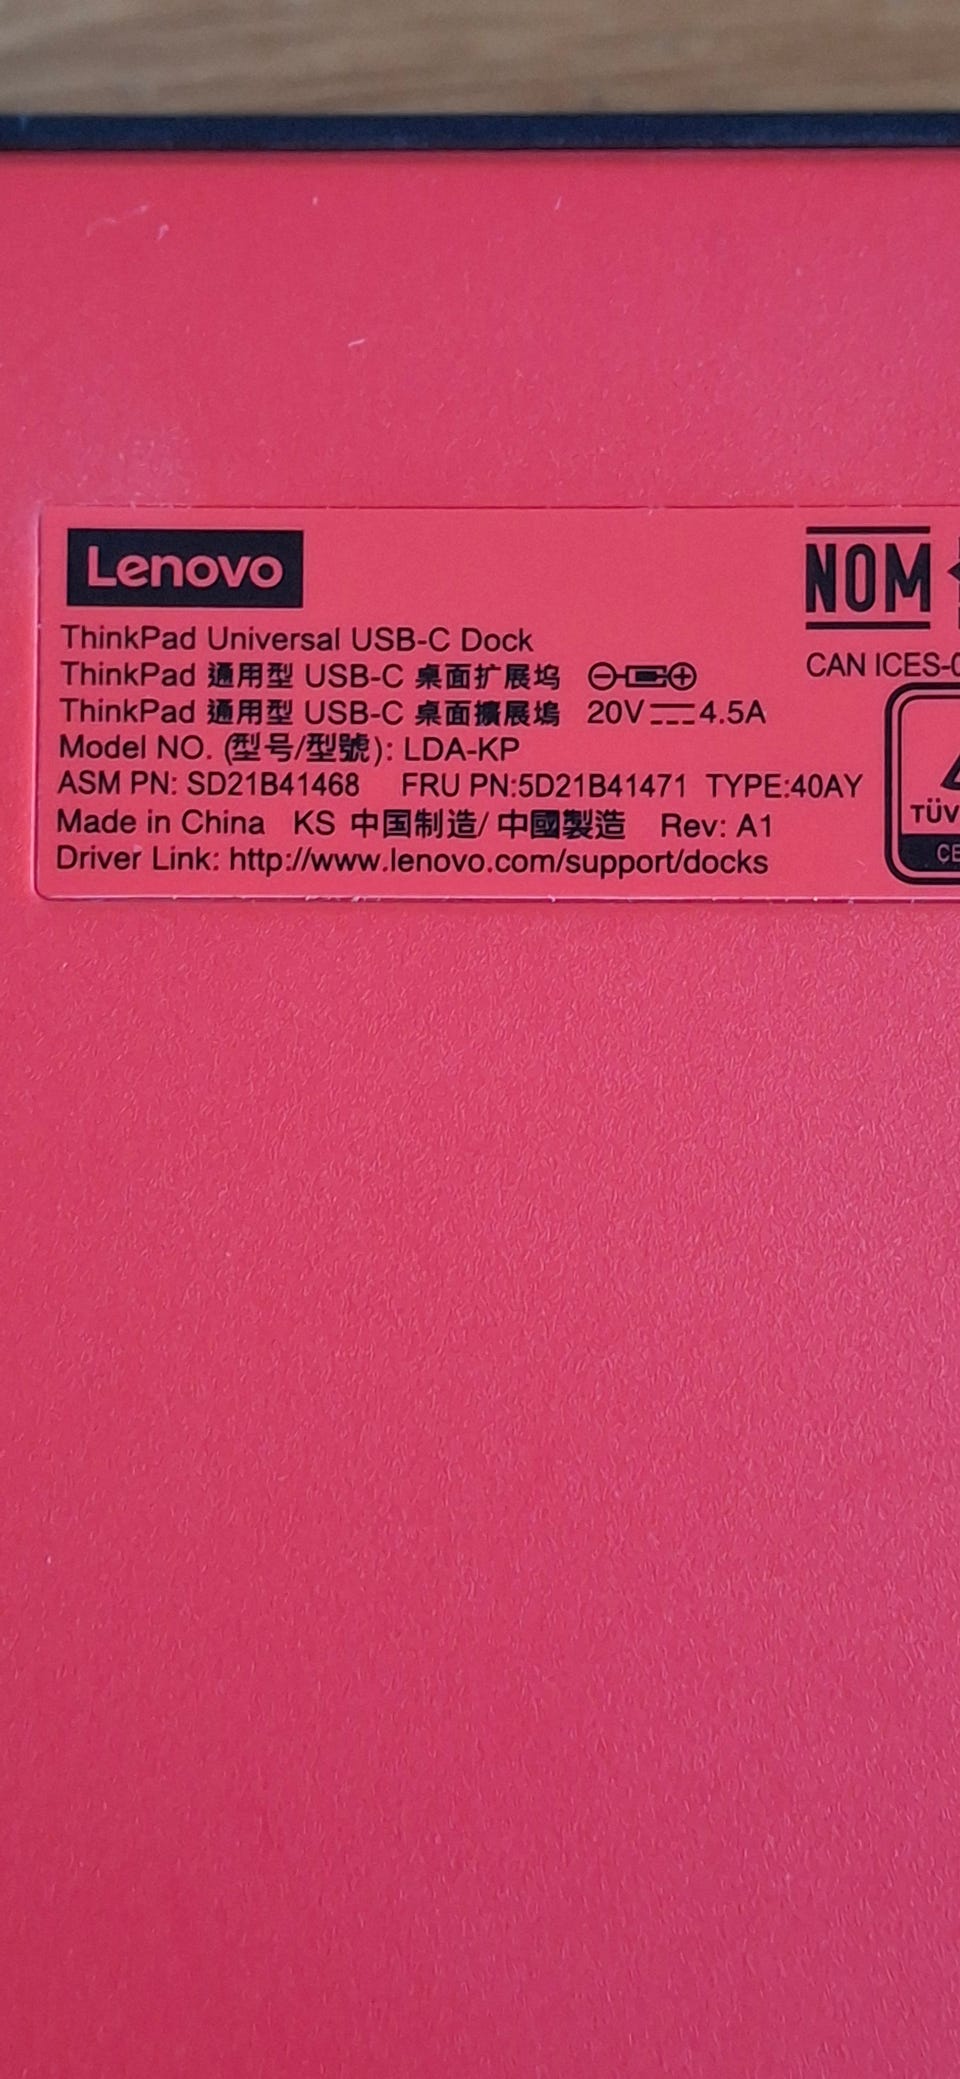 Lenovo
ThinkPad Universal USB-C Dock
ThinkPad 通用型 USB-C 桌面扩展坞
ThinkPad 通用型 USB-C 桌面擴展塢 20V⎓4.5A
Model NO. (型号/型號): LDA-KP
ASM PN: SD21B41468 FRU PN:5D21B41471 TYPE:40AY
Made in China KS 中国制造/ 中國製造 Rev: A1
Driver Link: http://www.lenovo.com/support/docks
NOM
CAN ICES-
TÜV